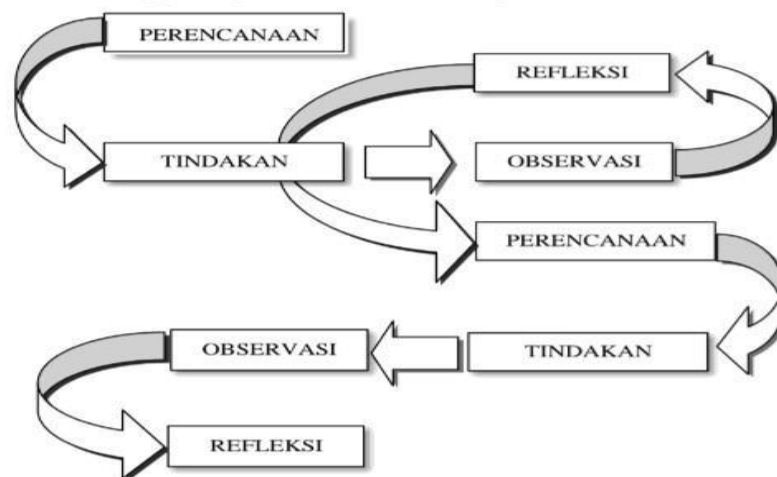 PERENCANAAN
TINDAKAN
OBSERVASI
REFLEKSI
PERENCANAAN
TINDAKAN
OBSERVASI
REFLEKSI